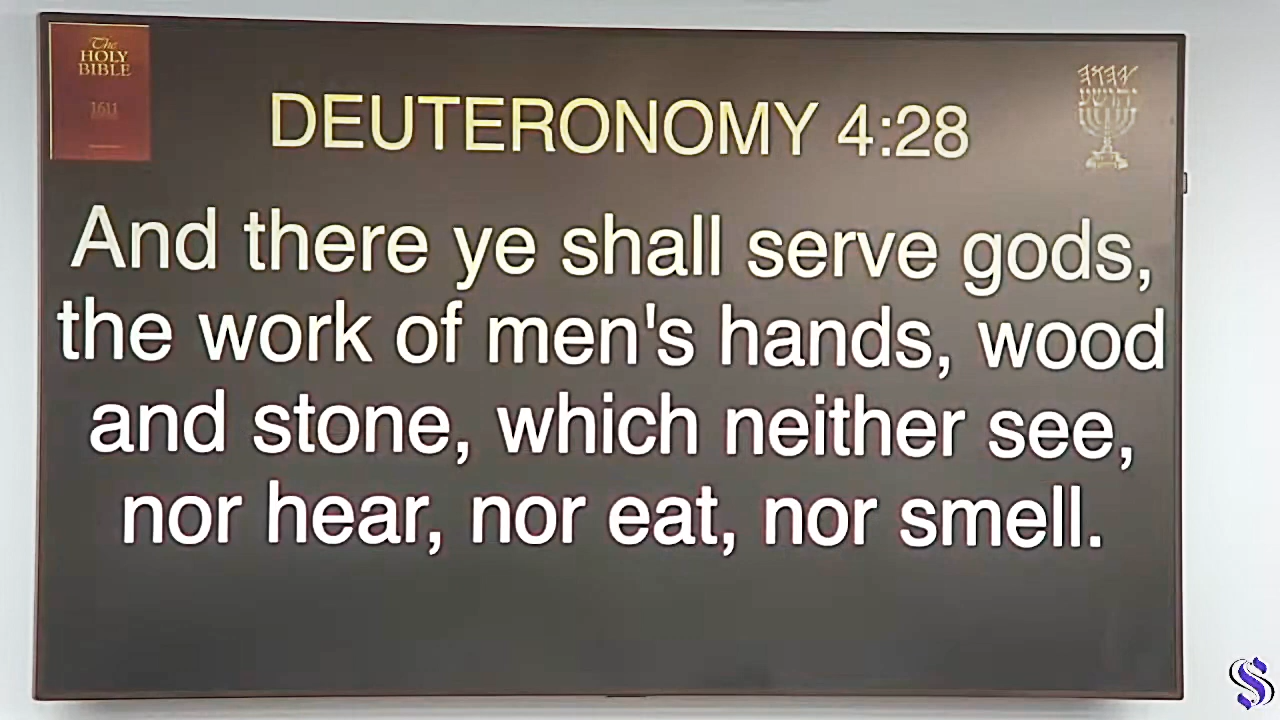 The
HOLY
BIBLE
1611
DEUTERONOMY 4:28
And there ye shall serve gods,
the work of men's hands, wood
and stone, which neither see,
nor hear, nor eat, nor smell.
S